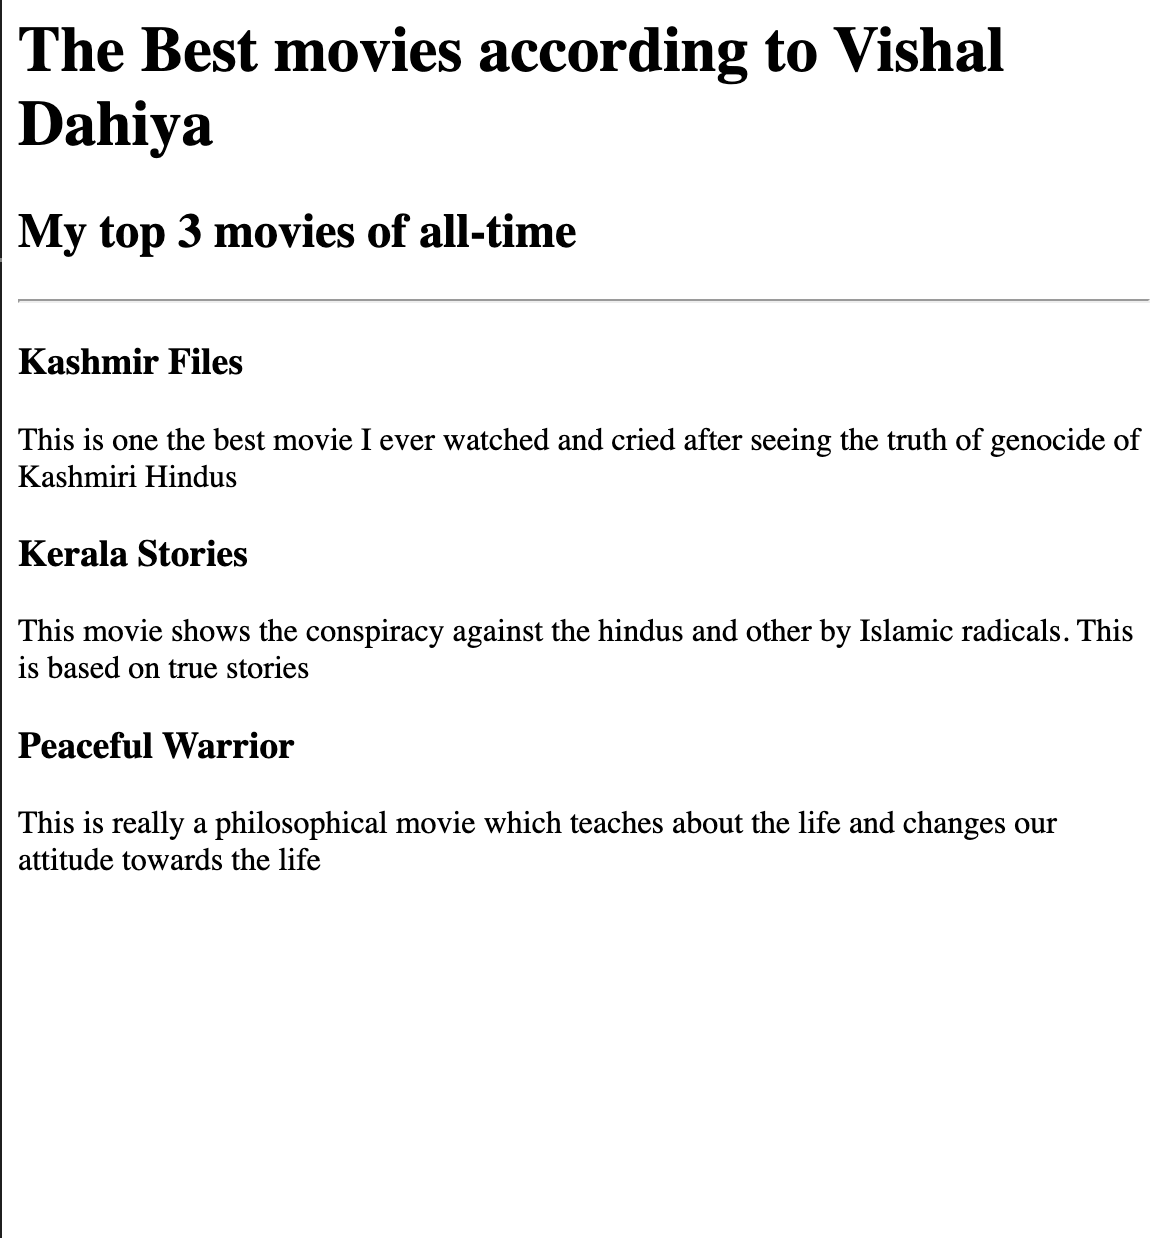 The Best movies according to Vishal
Dahiya
My top 3 movies of all-time
Kashmir Files
This is one the best movie I ever watched and cried after seeing the truth of genocide of
Kashmiri Hindus
Kerala Stories
This movie shows the conspiracy against the hindus and other by Islamic radicals. This
is based on true stories
Peaceful Warrior
This is really a philosophical movie which teaches about the life and changes our
attitude towards the life